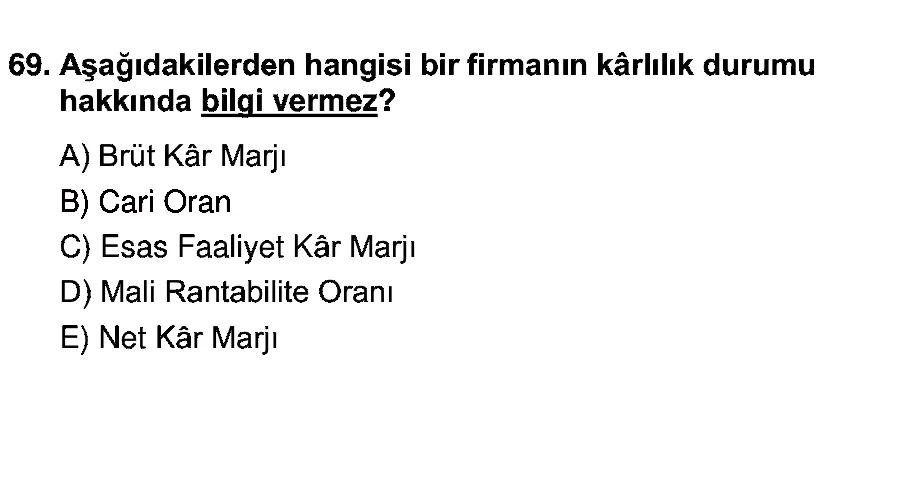 69. Aşağıdakilerden hangisi bir firmanın kârlılık durumu
hakkında bilgi vermez?
A) Brüt Kâr Marjı
B) Cari Oran
C) Esas Faaliyet Kâr Marjı
D) Mali Rantabilite Oranı
E) Net Kâr Marjı